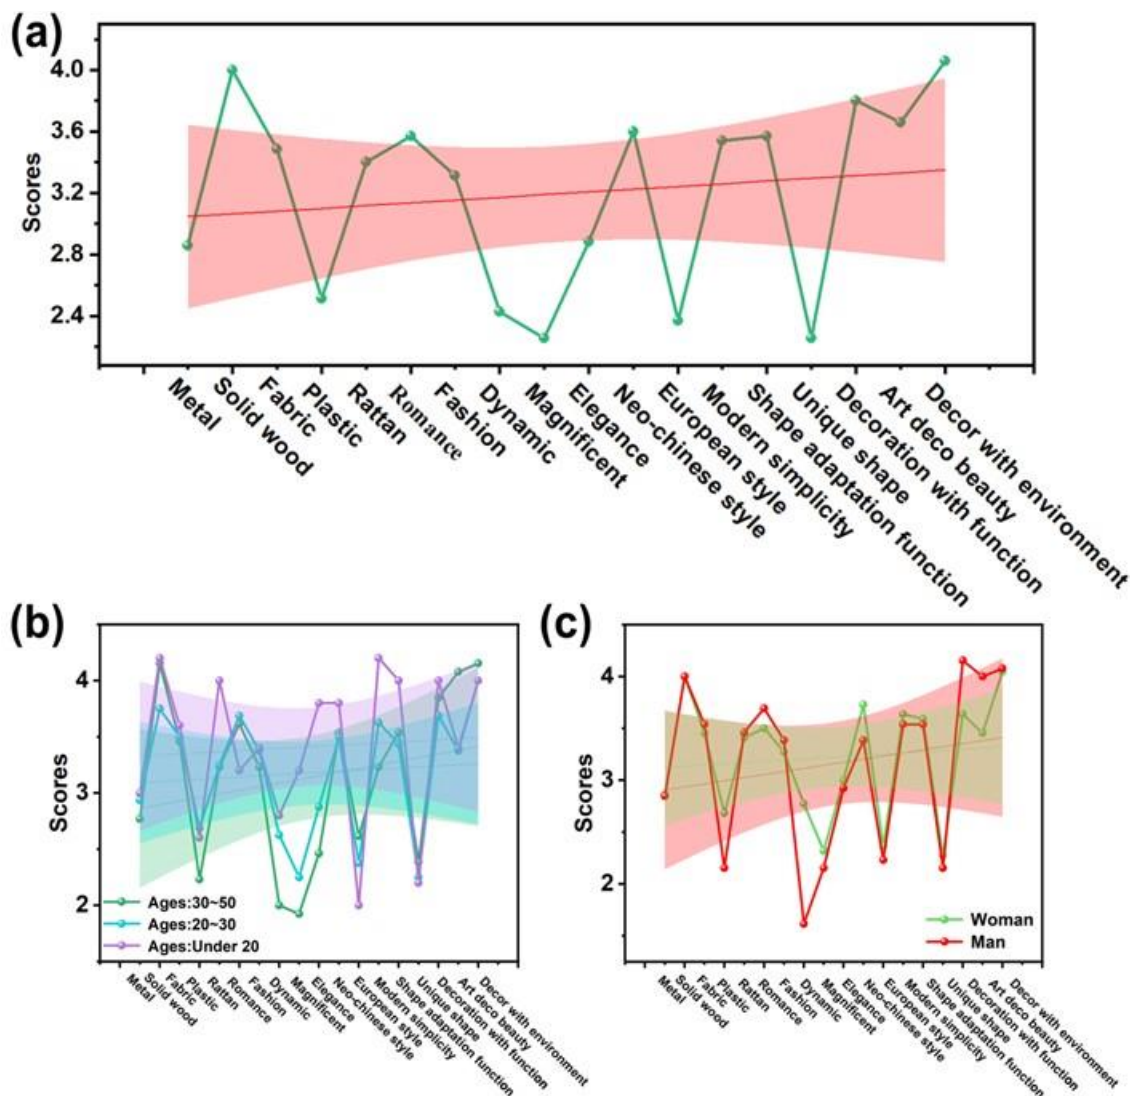 (a)
Scores
4.0
3.6
3.2
2.8
2.4
Metal
Solid wood
Fabric
Plastic
Rattan
Romance
Fashion
Dynamic
Magnificent
Elegance
Neo-chinese style
European style
Modern simplicity
Shape adaptation function
Unique shape
Decoration with function
Art deco beauty
Decor with environment
(b)
Scores
4
3
2
Ages:30~50
Ages:20~30
Ages:Under 20
Metal
Solid wood
Fabric
Plastic
Rattan
Romance
Fashion
Dynamic
Magnificent
Elegance
Neo-chinese style
European style
Modern simplicity
Shape adaptation function
Unique shape
Decoration with function
Art deco beauty
Decor with environment
(c)
Scores
4
3
2
Woman
Man
Metal
Solid wood
Fabric
Plastic
Rattan
Romance
Fashion
Dynamic
Magnificent
Elegance
Neo-chinese style
European style
Modern simplicity
Shape adaptation function
Unique shape
Decoration with function
Art deco beauty
Decor with environment